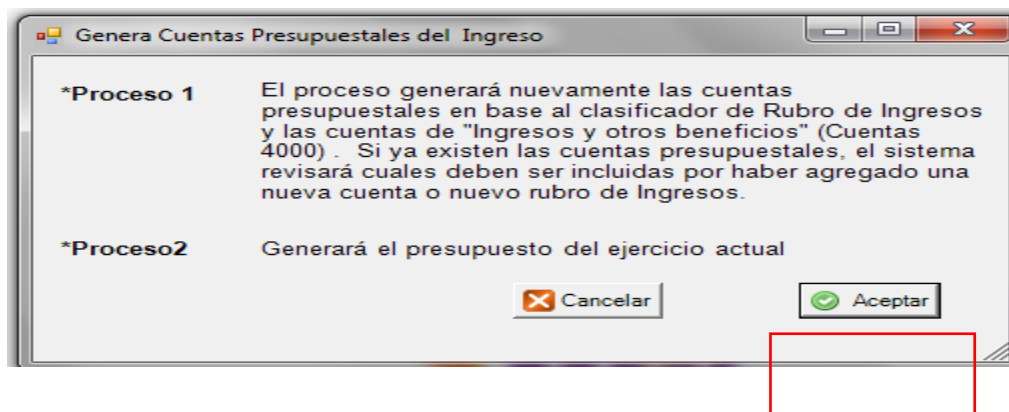 Genera Cuentas Presupuestales del Ingreso
*Proceso 1
El proceso generará nuevamente las cuentas
presupuestales en base al clasificador de Rubro de Ingresos
y las cuentas de "Ingresos y otros beneficios" (Cuentas
4000) . Si ya existen las cuentas presupuestales, el sistema
revisará cuales deben ser incluidas por haber agregado una
nueva cuenta o nuevo rubro de Ingresos.
*Proceso2
Generará el presupuesto del ejercicio actual
Cancelar
Aceptar